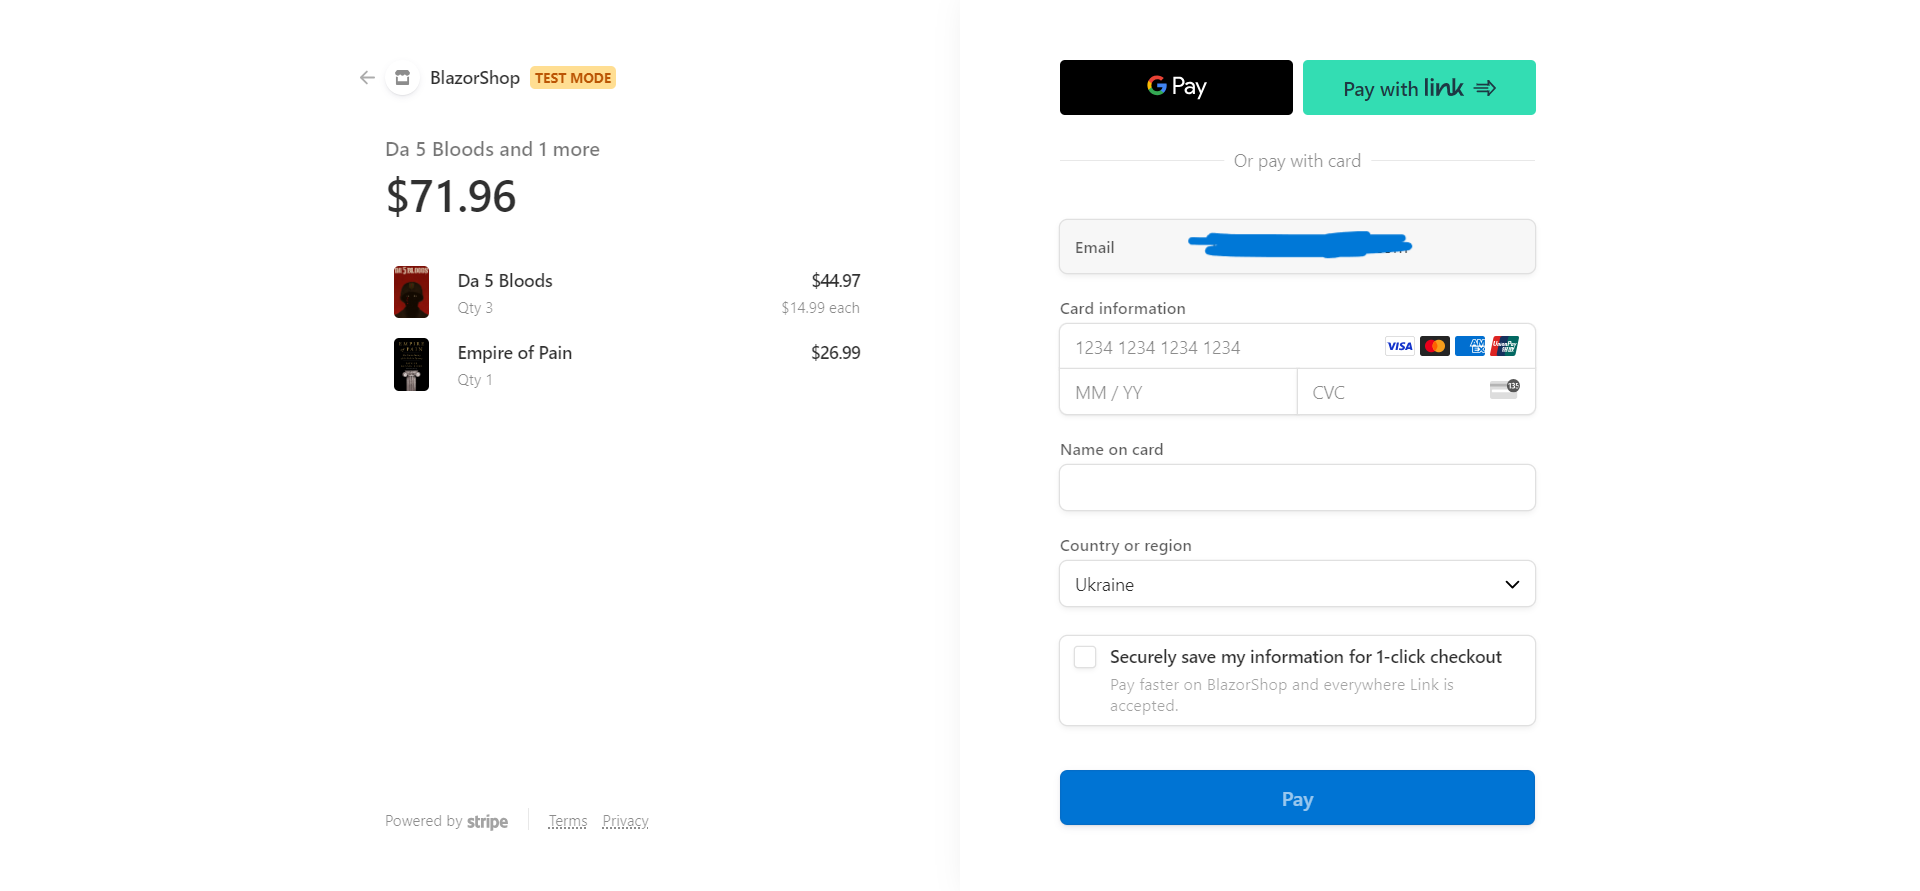 BlazorShop TEST MODE
Da 5 Bloods and 1 more
$71.96
Da 5 Bloods $44.97
Qty 3 $14.99 each
Empire of Pain $26.99
Qty 1
Powered by stripe Terms Privacy
G Pay
Pay with link
Or pay with card
Email
Card information
1234 1234 1234 1234 VISA AM EX UnionPay
MM / YY CVC 135
Name on card
Country or region
Ukraine
Securely save my information for 1-click checkout
Pay faster on BlazorShop and everywhere Link is
accepted.
Pay